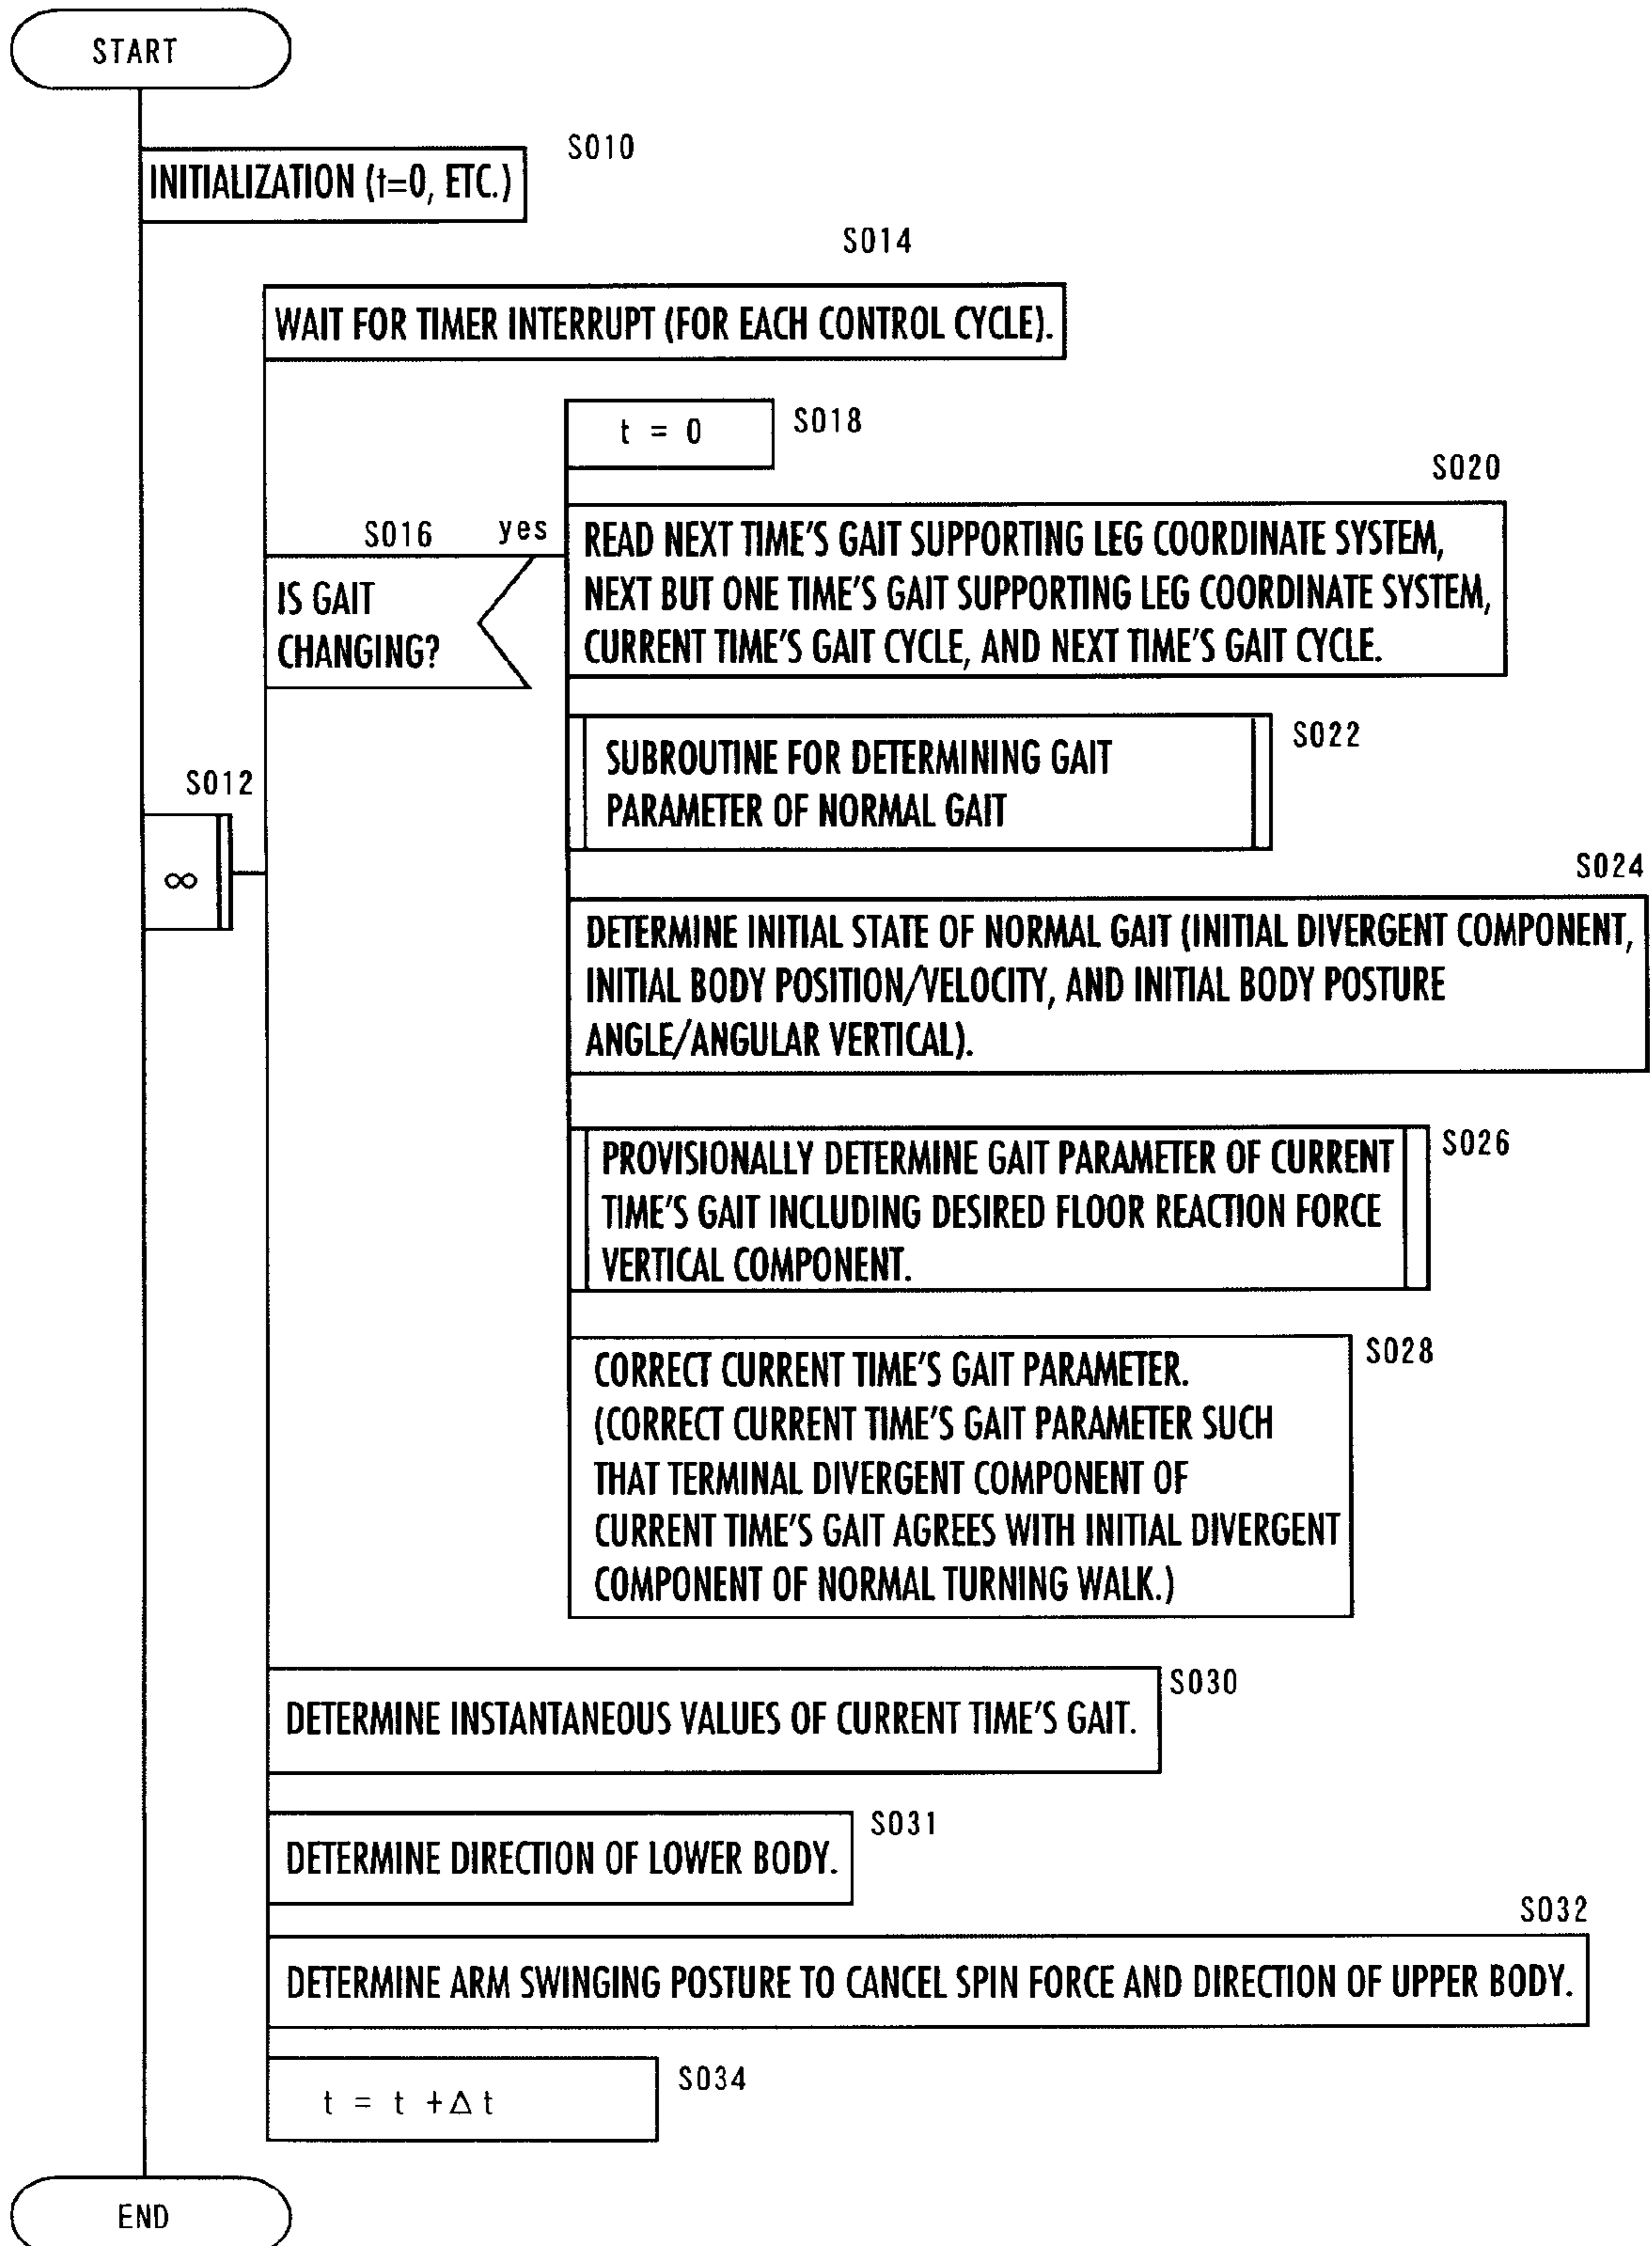 START
S010
INITIALIZATION (t=0, ETC.)
S014
WAIT FOR TIMER INTERRUPT (FOR EACH CONTROL CYCLE).
t = 0
S018
S020
S016
yes
READ NEXT TIME'S GAIT SUPPORTING LEG COORDINATE SYSTEM,
NEXT BUT ONE TIME'S GAIT SUPPORTING LEG COORDINATE SYSTEM,
CURRENT TIME'S GAIT CYCLE, AND NEXT TIME'S GAIT CYCLE.
IS GAIT
CHANGING?
S022
SUBROUTINE FOR DETERMINING GAIT
PARAMETER OF NORMAL GAIT
S012
∞
S024
DETERMINE INITIAL STATE OF NORMAL GAIT (INITIAL DIVERGENT COMPONENT,
INITIAL BODY POSITION/VELOCITY, AND INITIAL BODY POSTURE
ANGLE/ANGULAR VERTICAL).
S026
PROVISIONALLY DETERMINE GAIT PARAMETER OF CURRENT
TIME'S GAIT INCLUDING DESIRED FLOOR REACTION FORCE
VERTICAL COMPONENT.
S028
CORRECT CURRENT TIME'S GAIT PARAMETER.
(CORRECT CURRENT TIME'S GAIT PARAMETER SUCH
THAT TERMINAL DIVERGENT COMPONENT OF
CURRENT TIME'S GAIT AGREES WITH INITIAL DIVERGENT
COMPONENT OF NORMAL TURNING WALK.)
S030
DETERMINE INSTANTANEOUS VALUES OF CURRENT TIME'S GAIT.
S031
DETERMINE DIRECTION OF LOWER BODY.
S032
DETERMINE ARM SWINGING POSTURE TO CANCEL SPIN FORCE AND DIRECTION OF UPPER BODY.
S034
t = t +Δ t
END